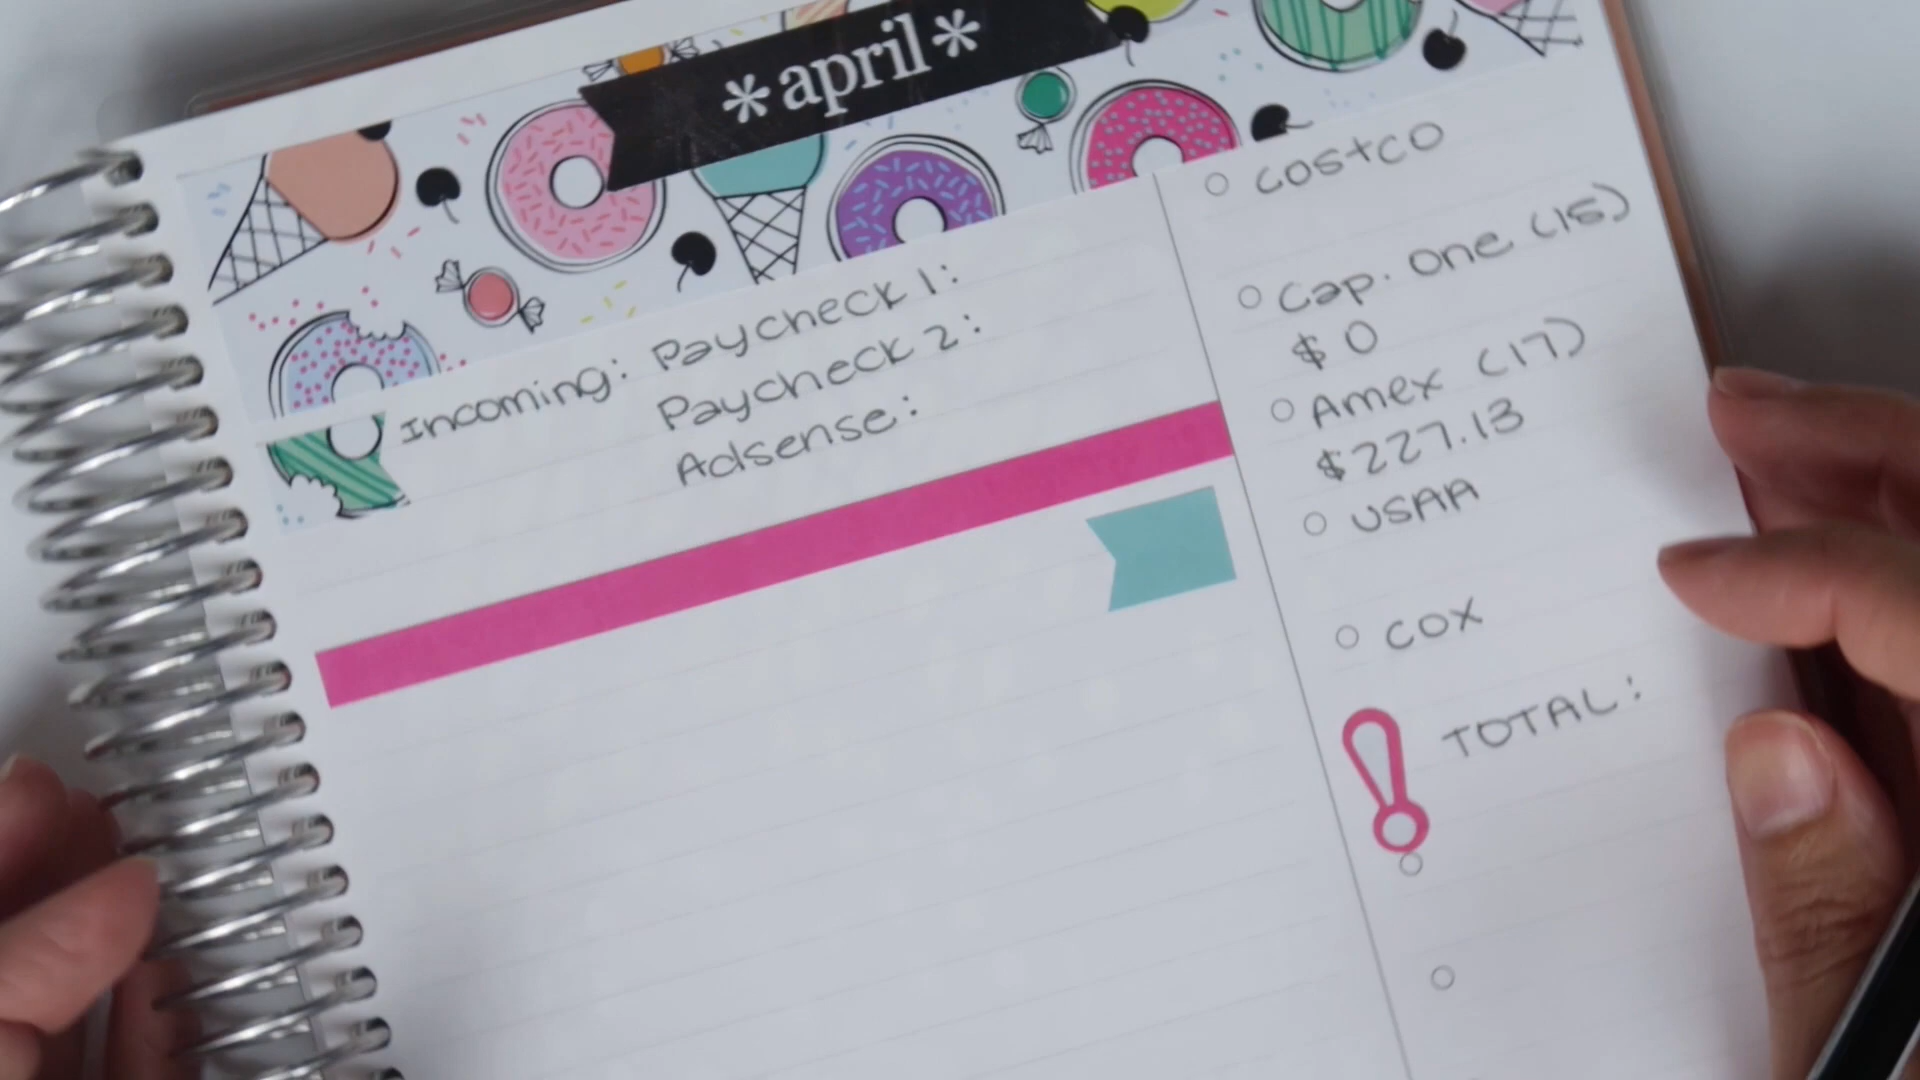 *april*
Incoming: Paycheck 1:
Paycheck 2:
Adsense:
COSTCO
Cap. One (15)
$0
Amex (17)
$227.13
USAA
COX
TOTAL: